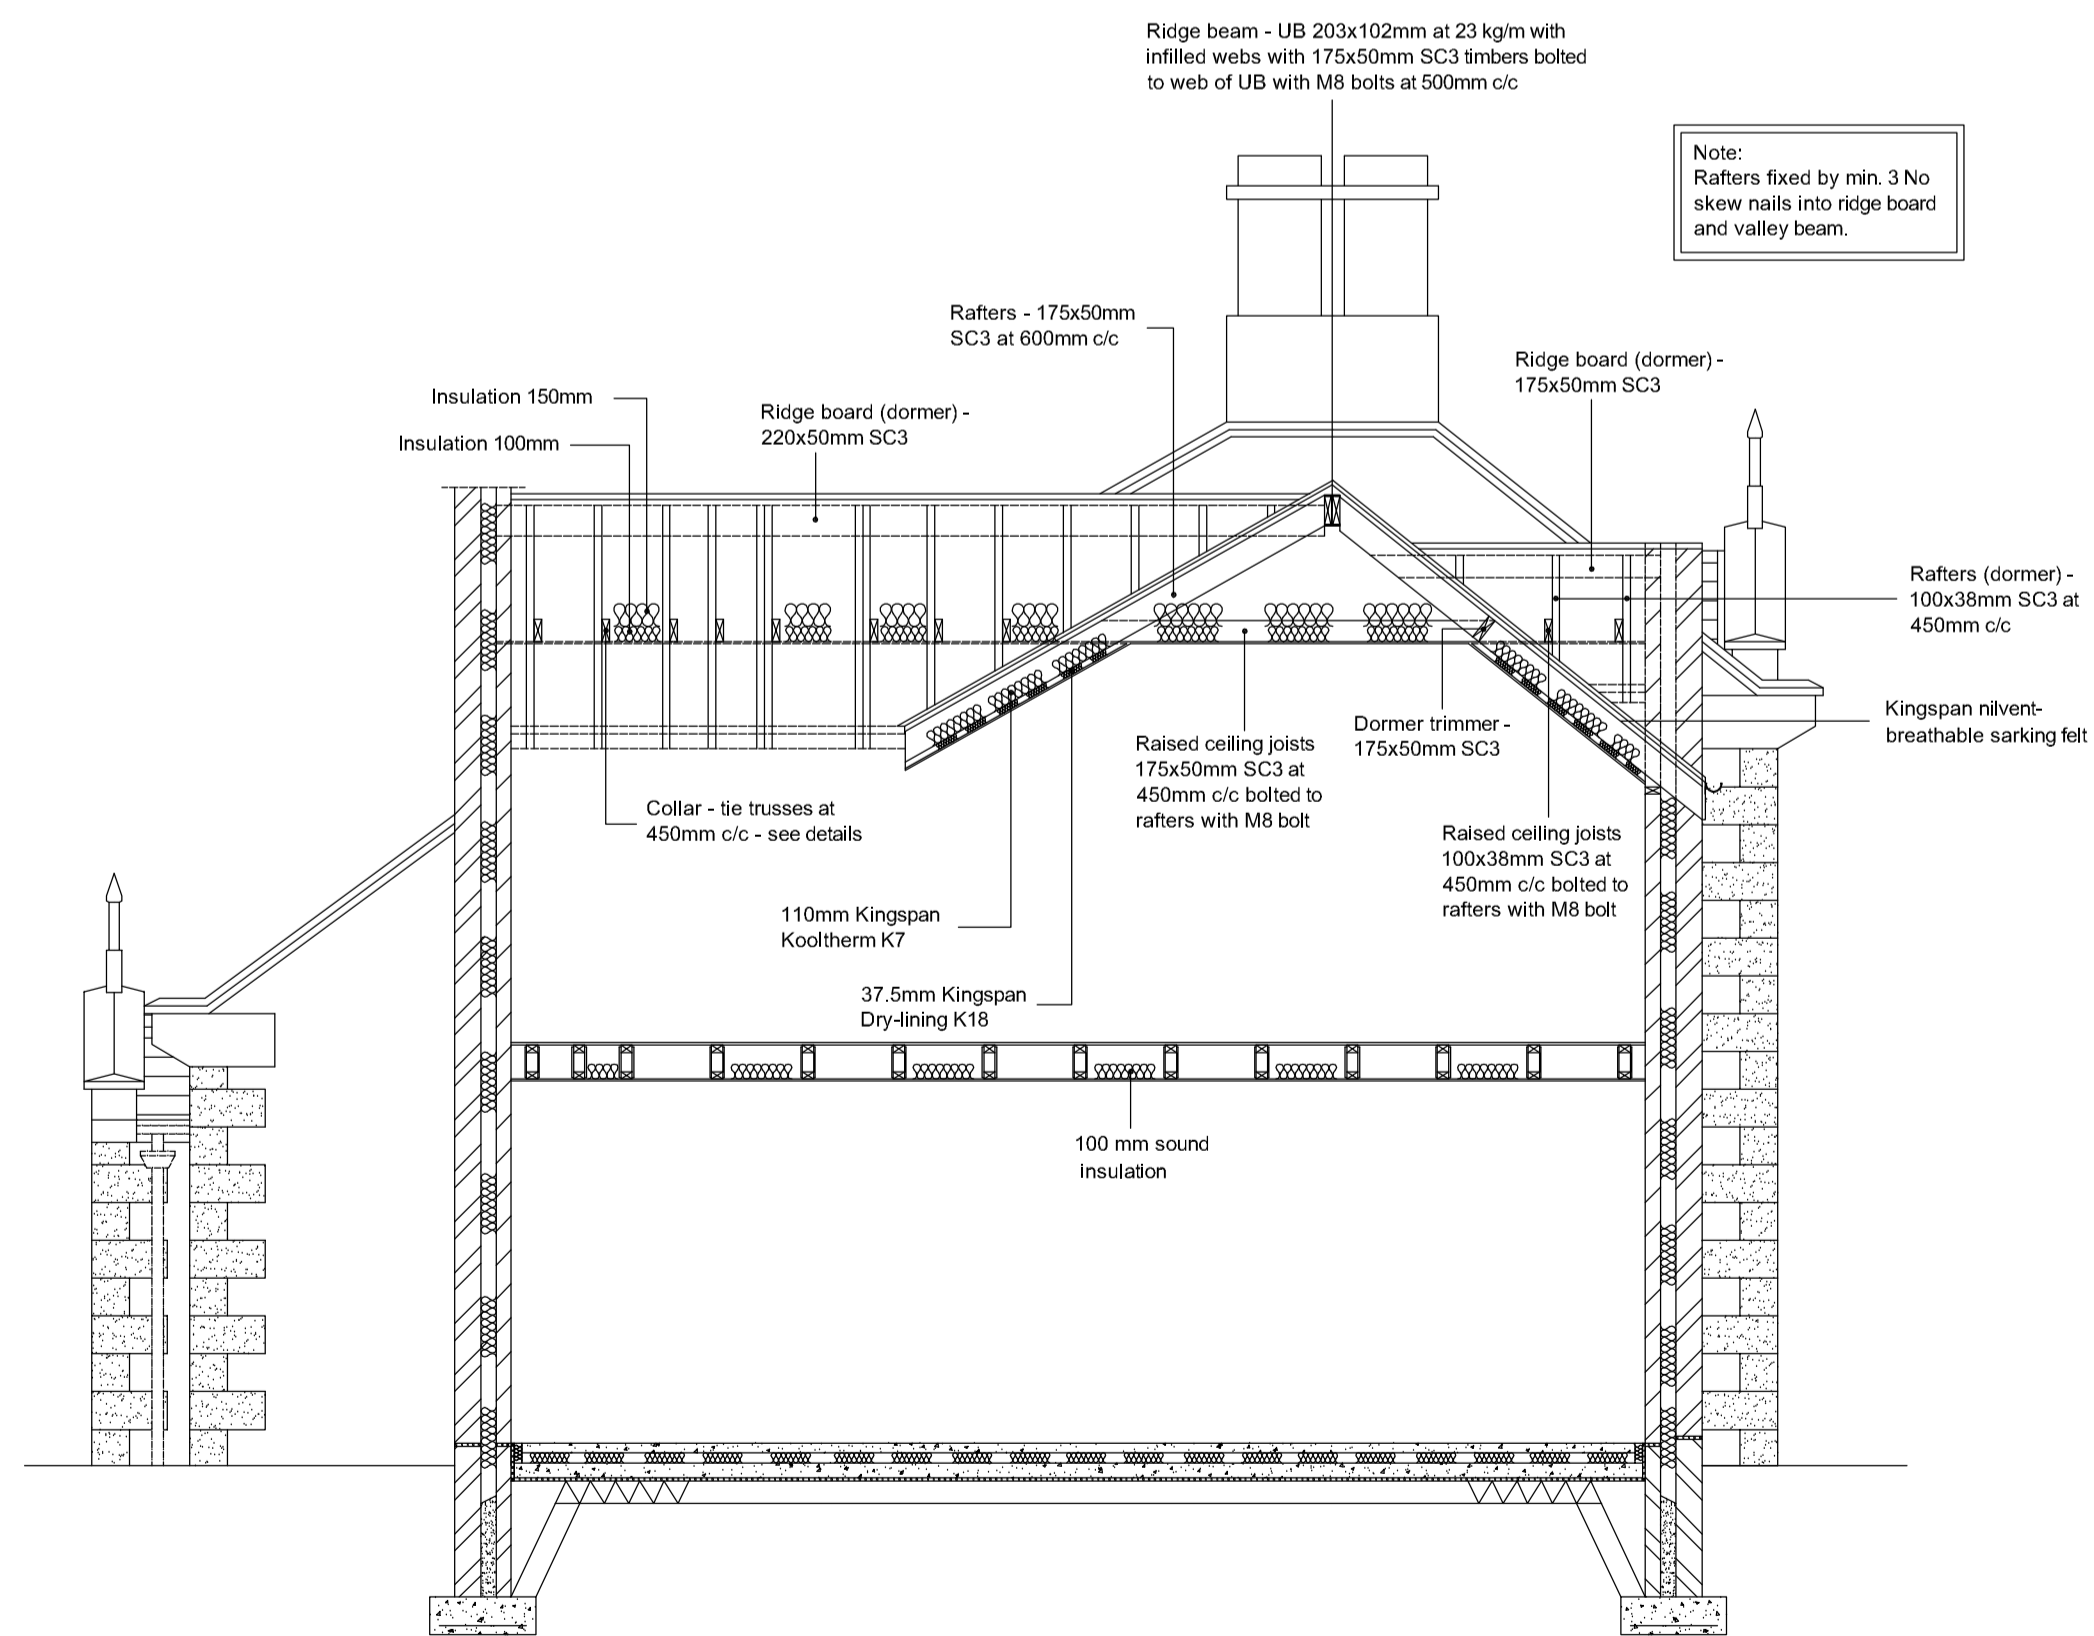 Ridge beam - UB 203x102mm at 23 kg/m with
infilled webs with 175x50mm SC3 timbers bolted
to web of UB with M8 bolts at 500mm c/c
Note:
Rafters fixed by min. 3 No
skew nails into ridge board
and valley beam.
Rafters - 175x50mm
SC3 at 600mm c/c
Ridge board (dormer) -
175x50mm SC3
Insulation 150mm
Ridge board (dormer) -
220x50mm SC3
Insulation 100mm
Rafters (dormer) -
100x38mm SC3 at
450mm c/c
Kingspan nilvent-
breathable sarking felt
Dormer trimmer -
175x50mm SC3
Raised ceiling joists
175x50mm SC3 at
450mm c/c bolted to
rafters with M8 bolt
Collar - tie trusses at
450mm c/c - see details
Raised ceiling joists
100x38mm SC3 at
450mm c/c bolted to
rafters with M8 bolt
110mm Kingspan
Kooltherm K7
37.5mm Kingspan
Dry-lining K18
100 mm sound
insulation